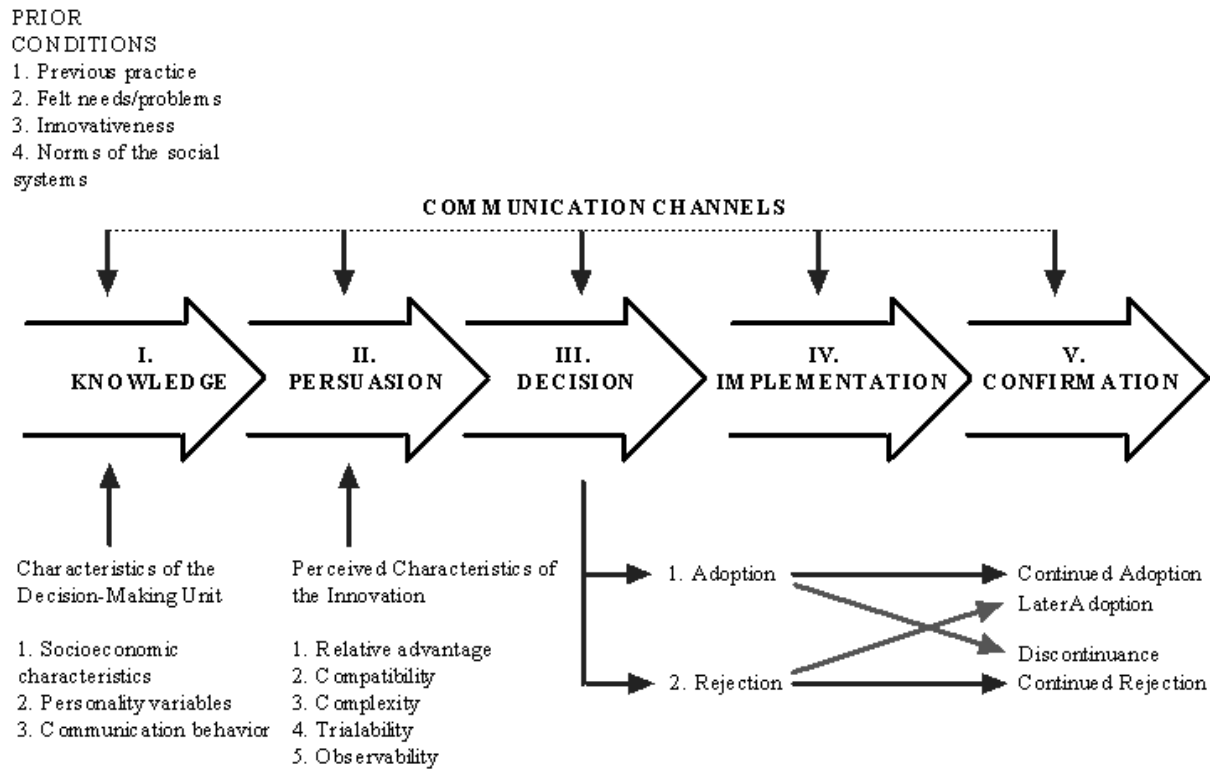 PRIOR
CONDITIONS
1. Previous practice
2. Felt needs/problems
3. Innovativeness
4. Norms of the social
systems
COMMUNICATION CHANNELS
I.
KNOWLEDGE
II.
PERSUASION
III.
DECISION
IV.
IMPLEMENTATION
V.
CONFIRMATION
Characteristics of the
Decision-Making Unit
1. Socioeconomic
characteristics
2. Personality variables
3. Communication behavior
Perceived Characteristics of
the Innovation
1. Relative advantage
2. Compatibility
3. Complexity
4. Trialability
5. Observability
1. Adoption
2. Rejection
Continued Adoption
Later Adoption
Discontinuance
Continued Rejection